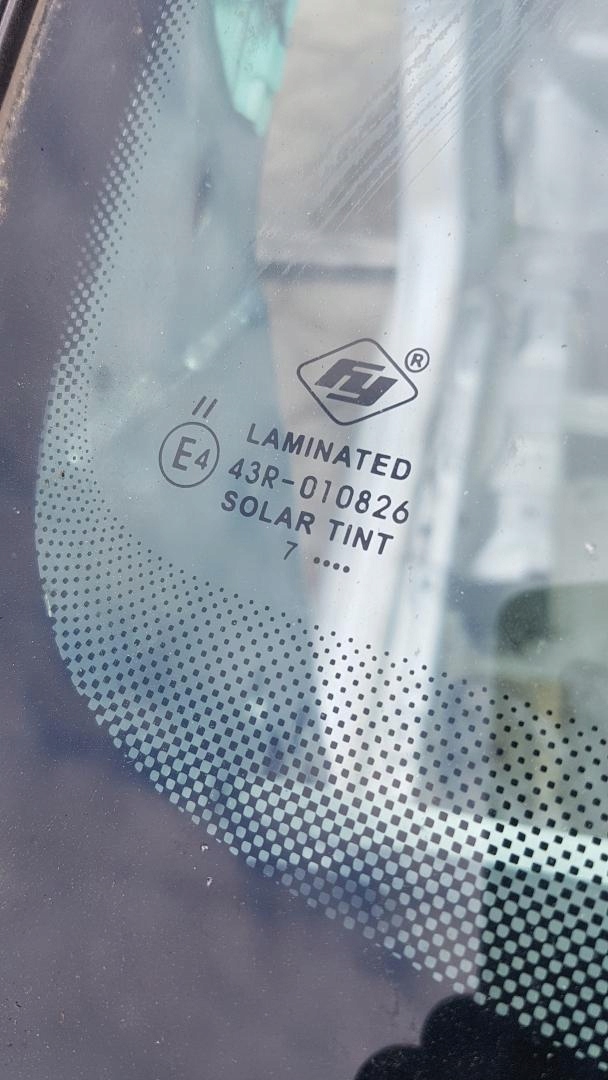 FY ®
II
E4
LAMINATED
43R-010826
SOLAR TINT
7 ••••